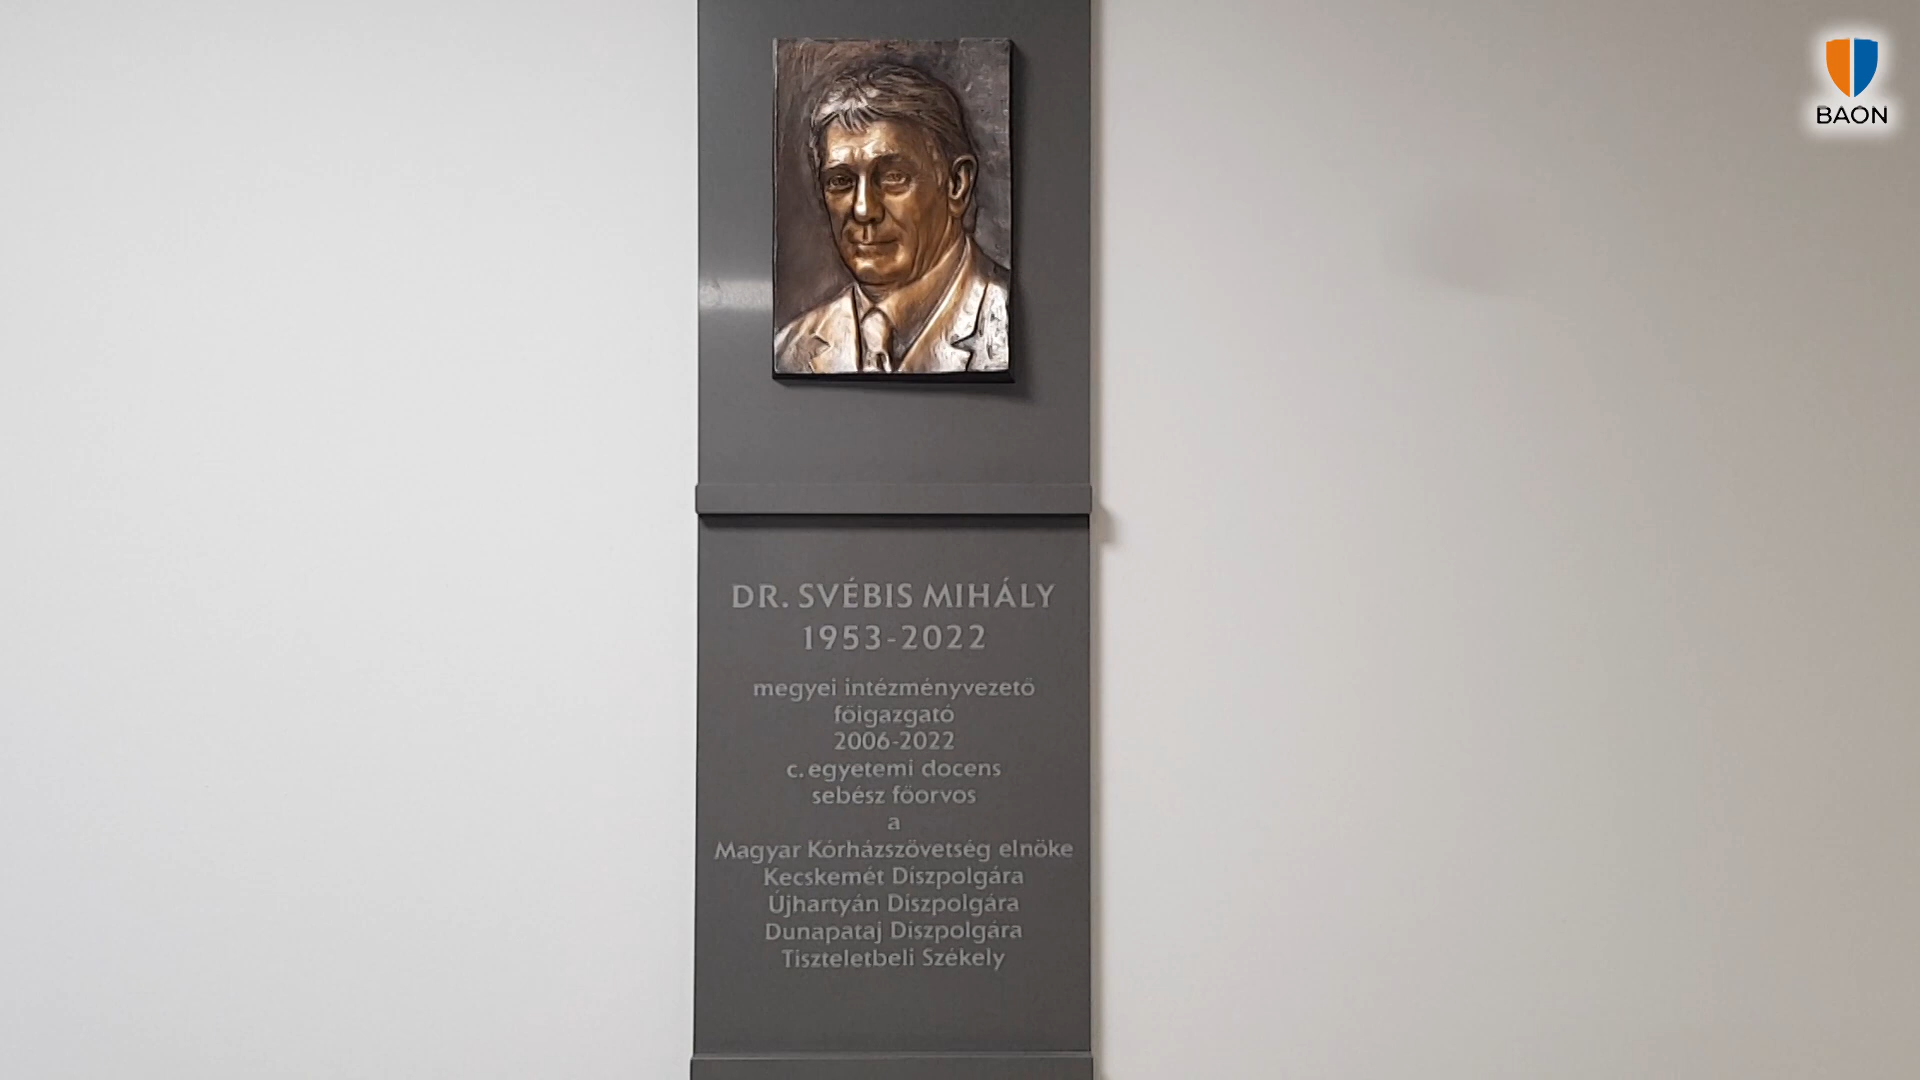 BAON
DR. SVÉBIS MIHÁLY
1953-2022
megyei intézményvezető
főigazgató
2006-2022
c. egyetemi docens
sebész főorvos
a
Magyar Kórházszövetség elnöke
Kecskemét Díszpolgára
Újhartyán Díszpolgára
Dunapataj Díszpolgára
Tiszteletbeli Székely